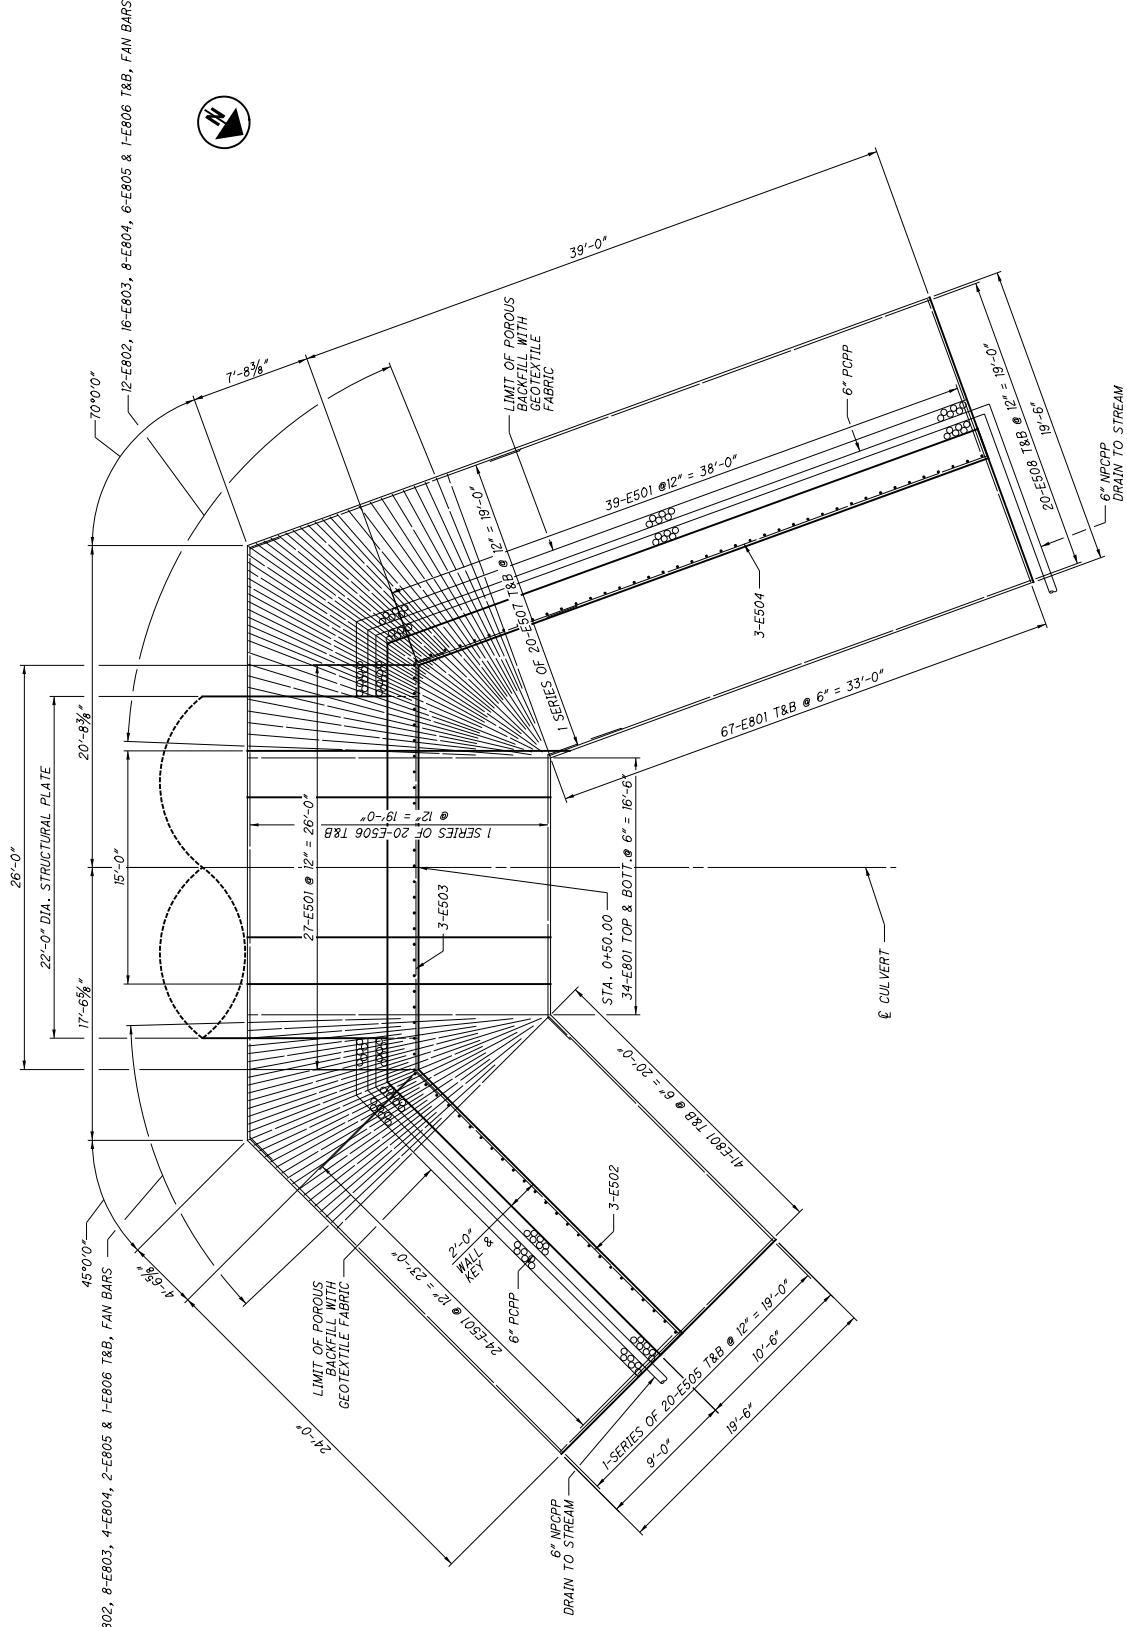 12-E802, 16-E803, 8-E804, 6-E805 & 1-E806 T&B, FAN BARS
N
70°0'0"
7'-8⅜"
39'-0"
LIMIT OF POROUS
BACKFILL WITH
GEOTEXTILE
FABRIC
6" PCPP
39-E501 @12" = 38'-0"
1 SERIES OF 20-E507 T&B @ 12" = 19'-0"
20-E508 T&B @ 12" = 19'-0"
19'-6"
6" NPCPP
DRAIN TO STREAM
3-E504
67-E801 T&B @ 6" = 33'-0"
26'-0"
22'-0" DIA. STRUCTURAL PLATE
20'-8⅜"
17'-6⅝"
15'-0"
27-E501 @ 12" = 26'-0"
1 SERIES OF 20-E506 T&B
@ 12" = 19'-0"
3-E503
STA. 0+50.00
34-E801 TOP & BOTT.@ 6" = 16'-6"
℄ CULVERT
45°0'0"
802, 8-E803, 4-E804, 2-E805 & 1-E806 T&B, FAN BARS
4'-6⅝"
24'-0"
LIMIT OF POROUS
BACKFILL WITH
GEOTEXTILE FABRIC
24-E501 @ 12" = 23'-0"
2'-0"
WALL &
KEY
6" PCPP
3-E502
41-E801 T&B @ 6" = 20'-0"
1-SERIES OF 20-E505 T&B @ 12" = 19'-0"
9'-0"
10'-6"
19'-6"
6" NPCPP
DRAIN TO STREAM